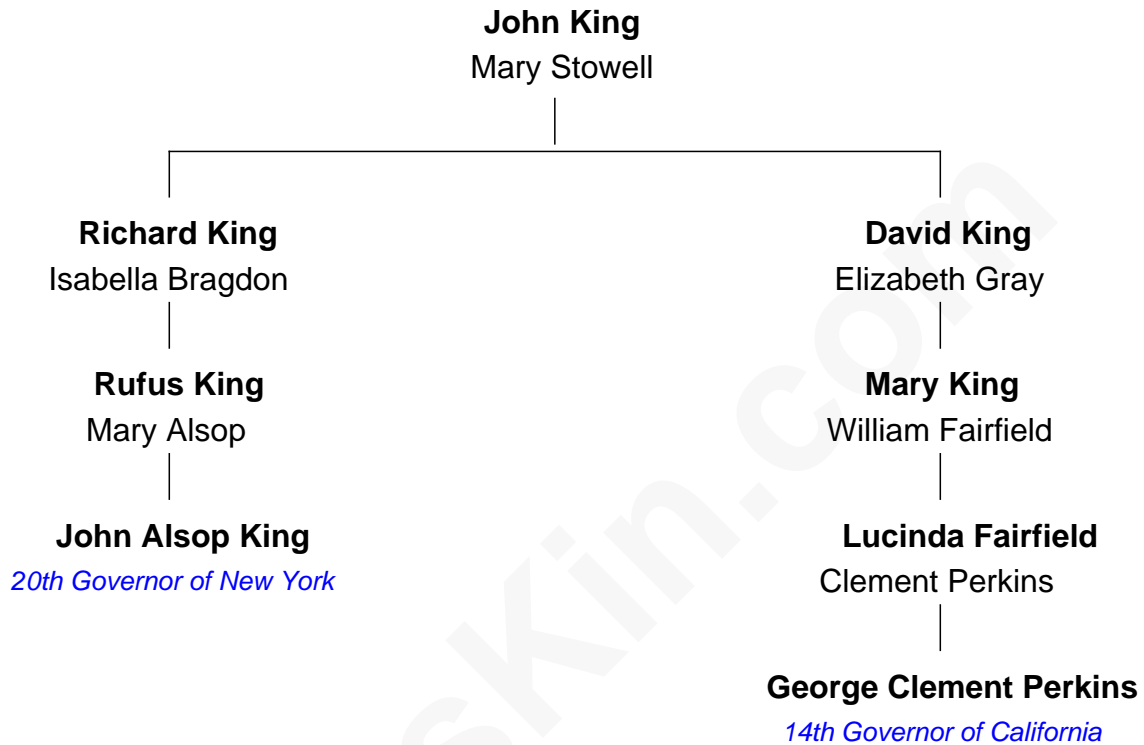 John King
Mary Stowell
Richard King
Isabella Bragdon
David King
Elizabeth Gray
Rufus King
Mary Alsop
Mary King
William Fairfield
John Alsop King
20th Governor of New York
Lucinda Fairfield
Clement Perkins
George Clement Perkins
14th Governor of California
sKin.com